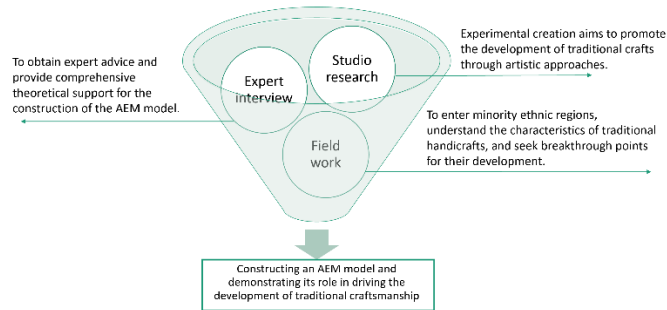 Experimental creation aims to promote
the development of traditional crafts
through artistic approaches.
To obtain expert advice and
provide comprehensive
theoretical support for the
construction of the AEM model.
Studio
research
Expert
interview
To enter minority ethnic regions,
understand the characteristics of traditional
handicrafts, and seek breakthrough points
for their development.
Field
work
Constructing an AEM model and
demonstrating its role in driving the
development of traditional craftsmanship